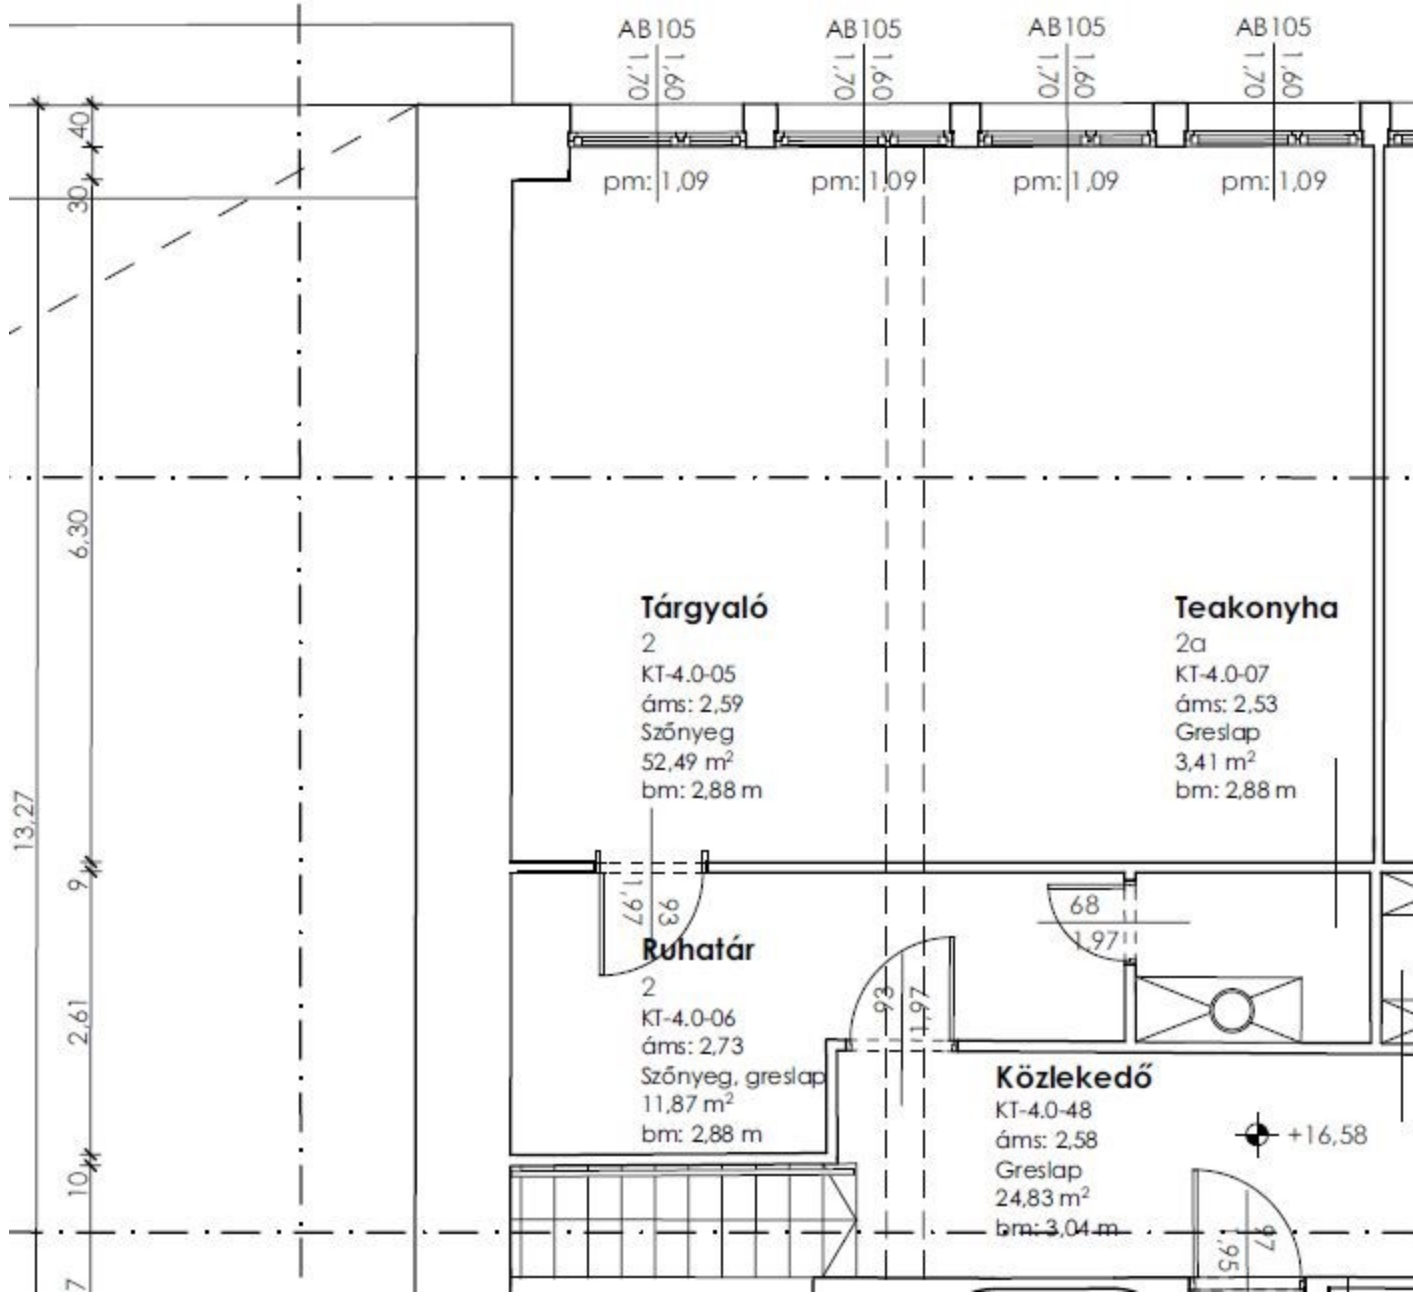 AB105
1,60
1,70
AB105
1,60
1,70
AB105
1,60
1,70
AB105
1,60
1,70
pm: 1,09
pm: 1,09
pm: 1,09
pm: 1,09
40
30
6,30
13,27
9
2,61
10
7
Tárgyaló
2
KT-4.0-05
áms: 2,59
Szőnyeg
52,49 m²
bm: 2,88 m
Teakonyha
2a
KT-4.0-07
áms: 2,53
Greslap
3,41 m²
bm: 2,88 m
93
1,97
68
1,97
93
1,97
Ruhatár
2
KT-4.0-06
áms: 2,73
Szőnyeg, greslap
11,87 m²
bm: 2,88 m
Közlekedő
KT-4.0-48
áms: 2,58
Greslap
24,83 m²
bm: 3,04 m
+16,58
97
1,95